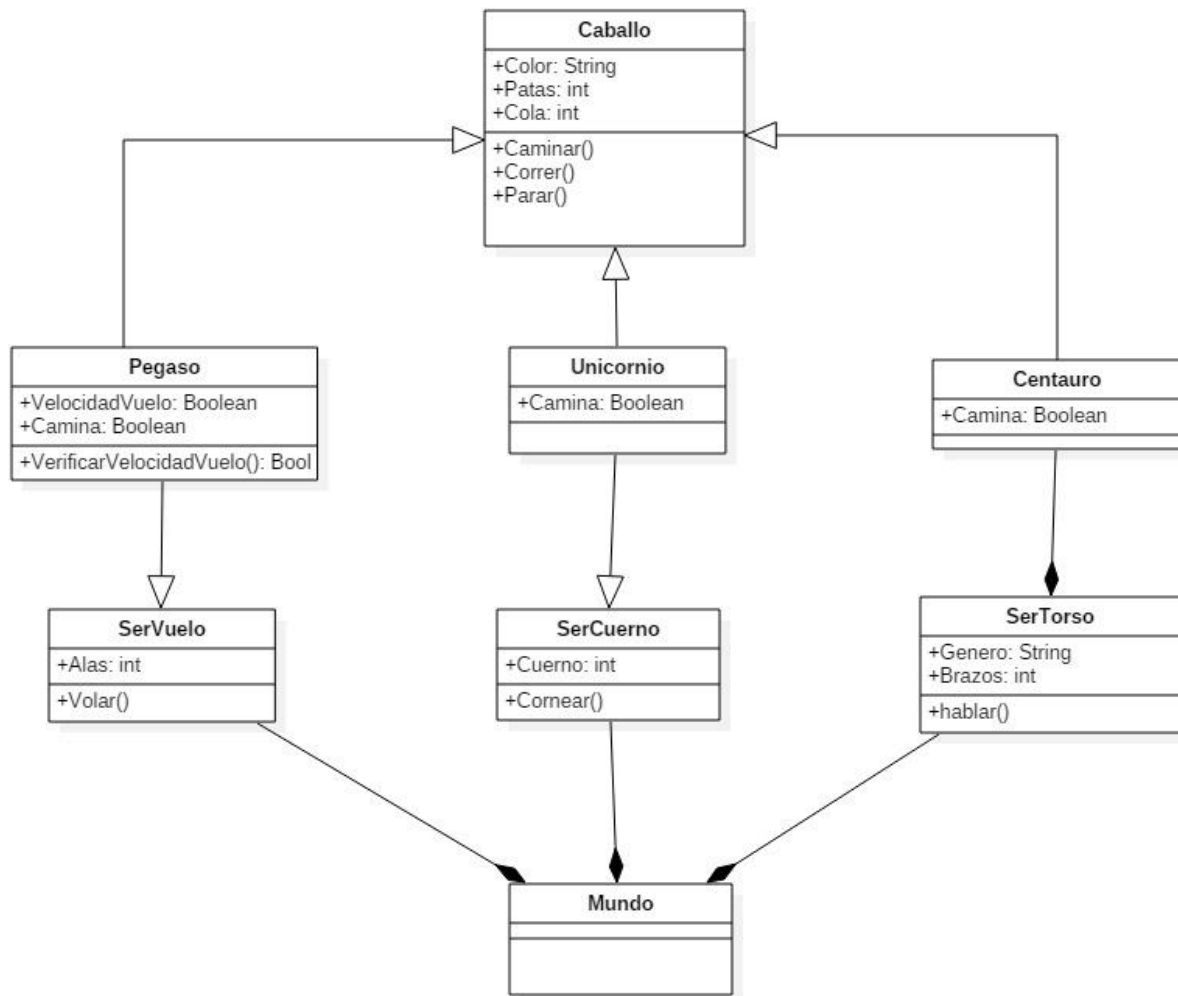 Caballo
+Color: String
+Patas: int
+Cola: int
+Caminar()
+Correr()
+Parar()
Pegaso
+VelocidadVuelo: Boolean
+Camina: Boolean
+VerificarVelocidadVuelo(): Bool
Unicornio
+Camina: Boolean
Centauro
+Camina: Boolean
SerVuelo
+Alas: int
+Volar()
SerCuerno
+Cuerno: int
+Cornear()
SerTorso
+Genero: String
+Brazos: int
+hablar()
Mundo